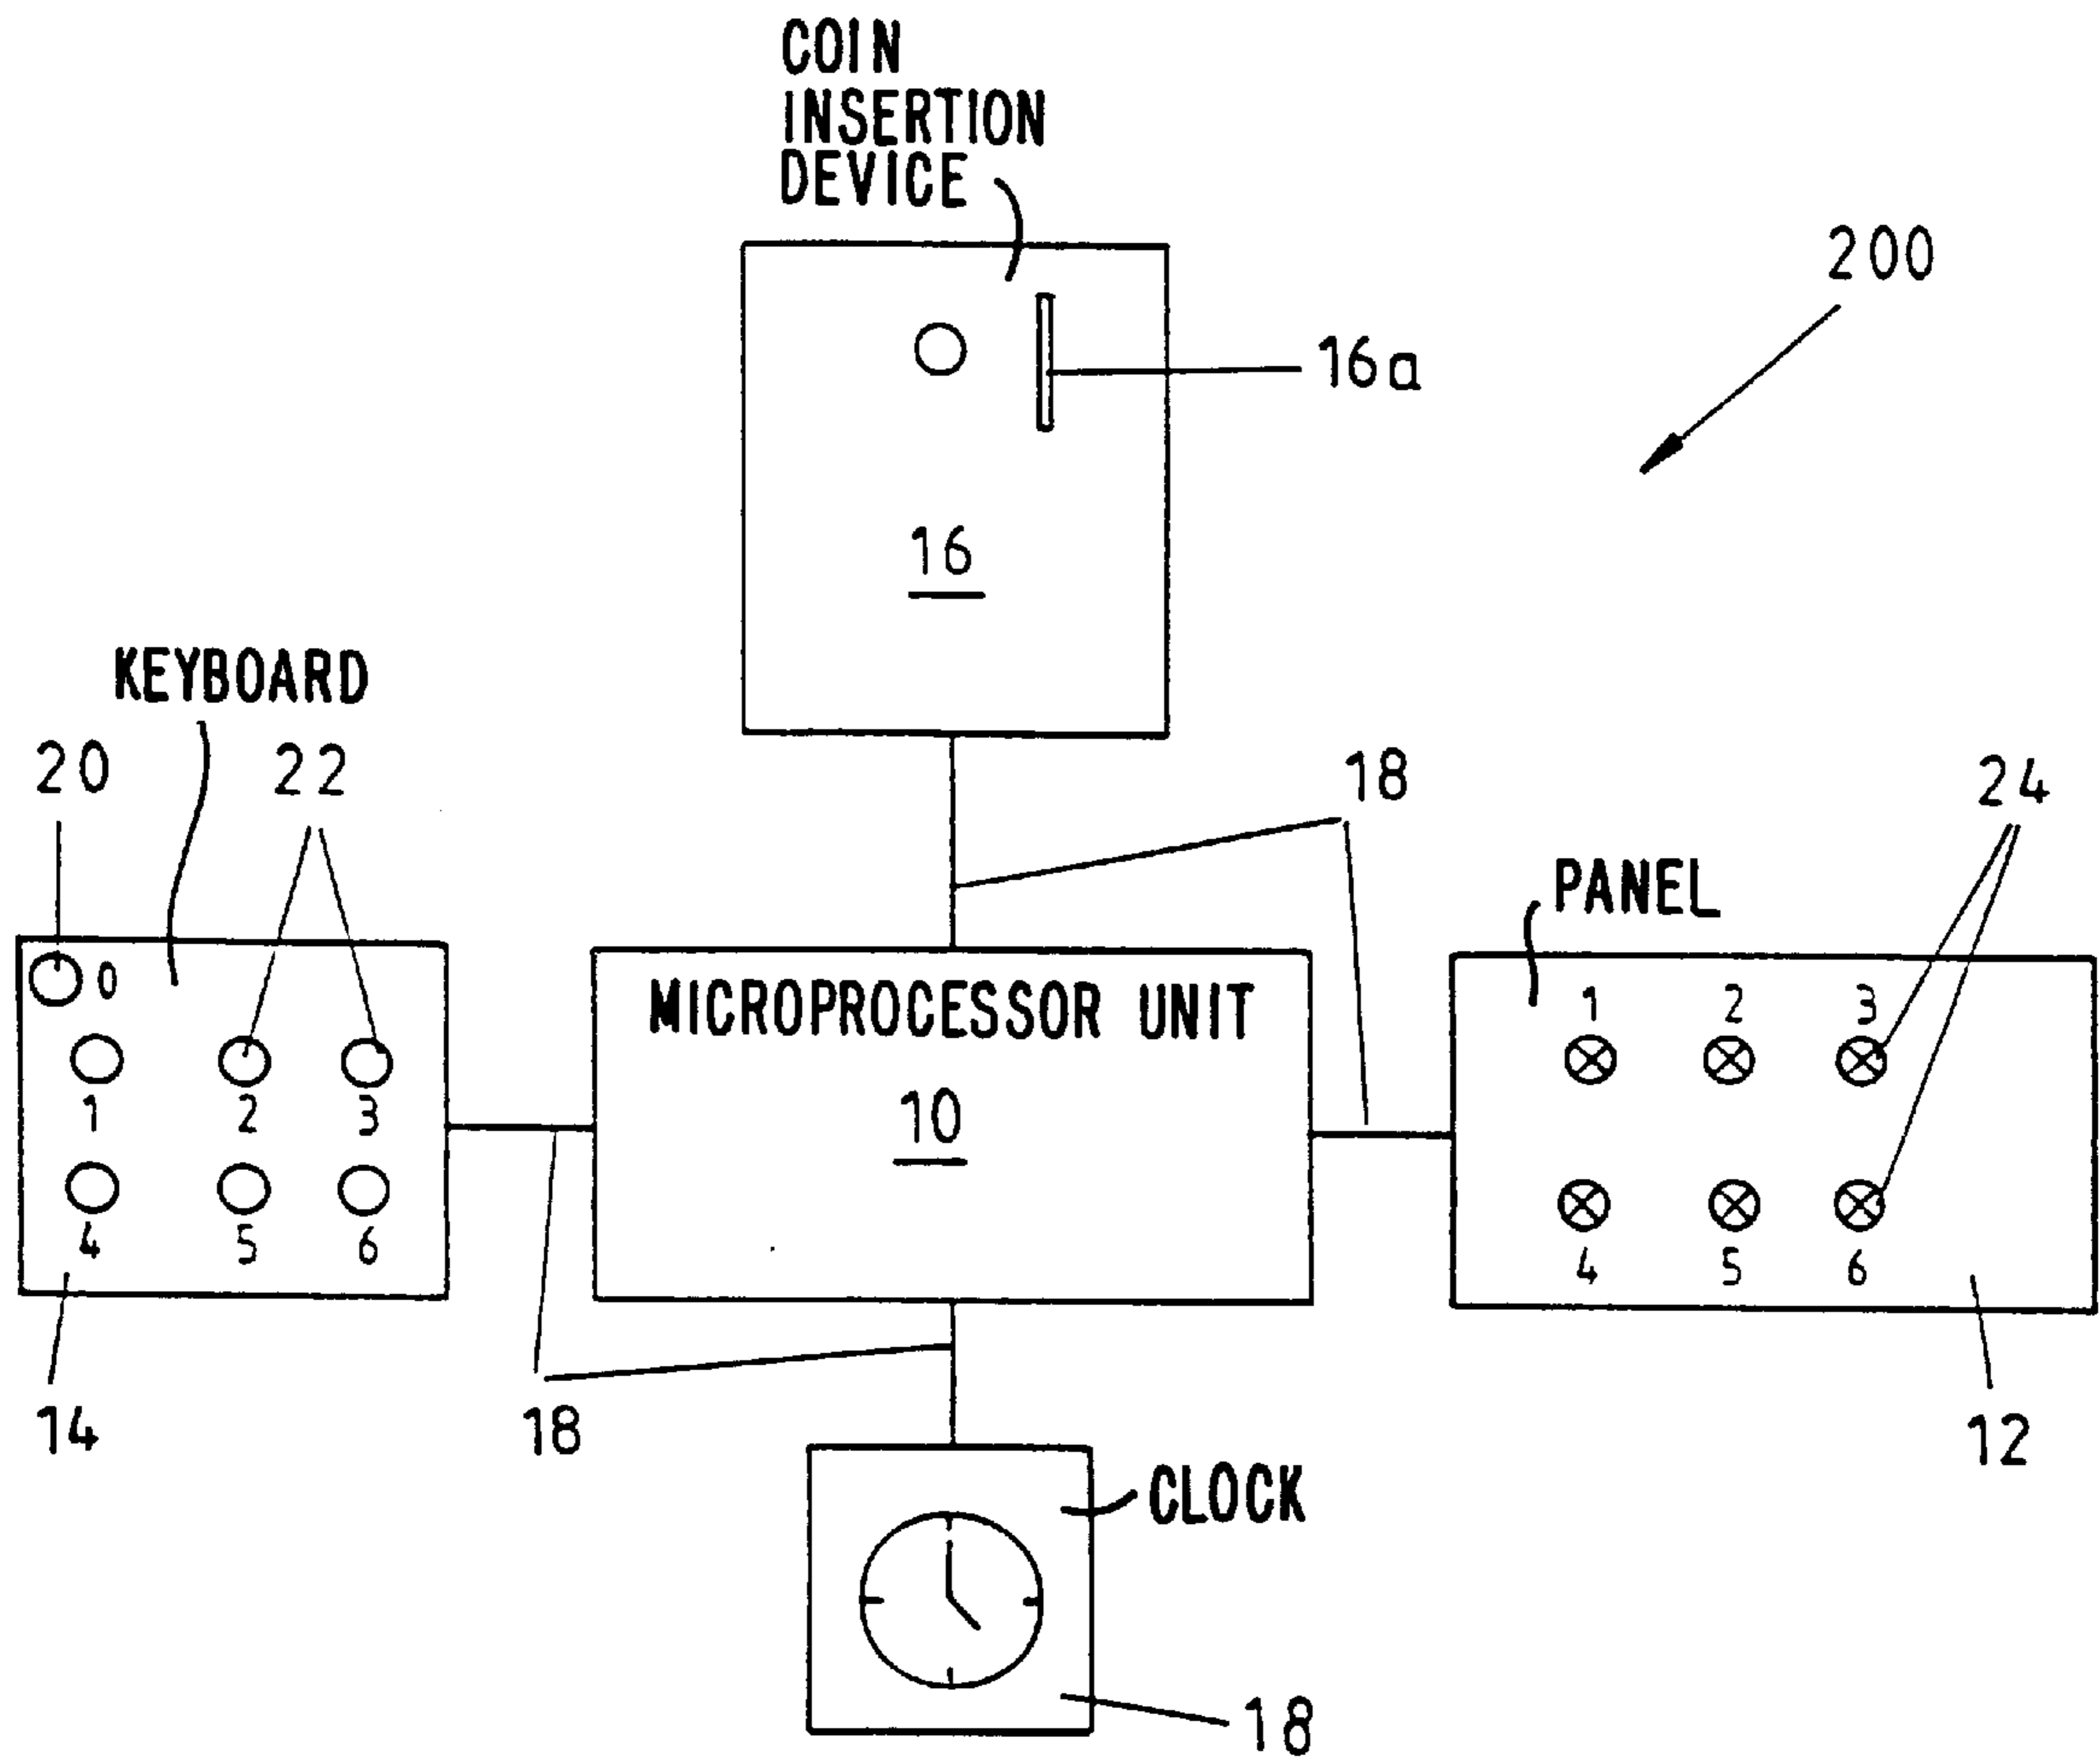 COIN
INSERTION
DEVICE
200
16a
16
KEYBOARD
20
22
18
24
PANEL
0
1 2 3
4 5 6
MICROPROCESSOR UNIT
10
1 2 3
4 5 6
14
18
12
CLOCK
18